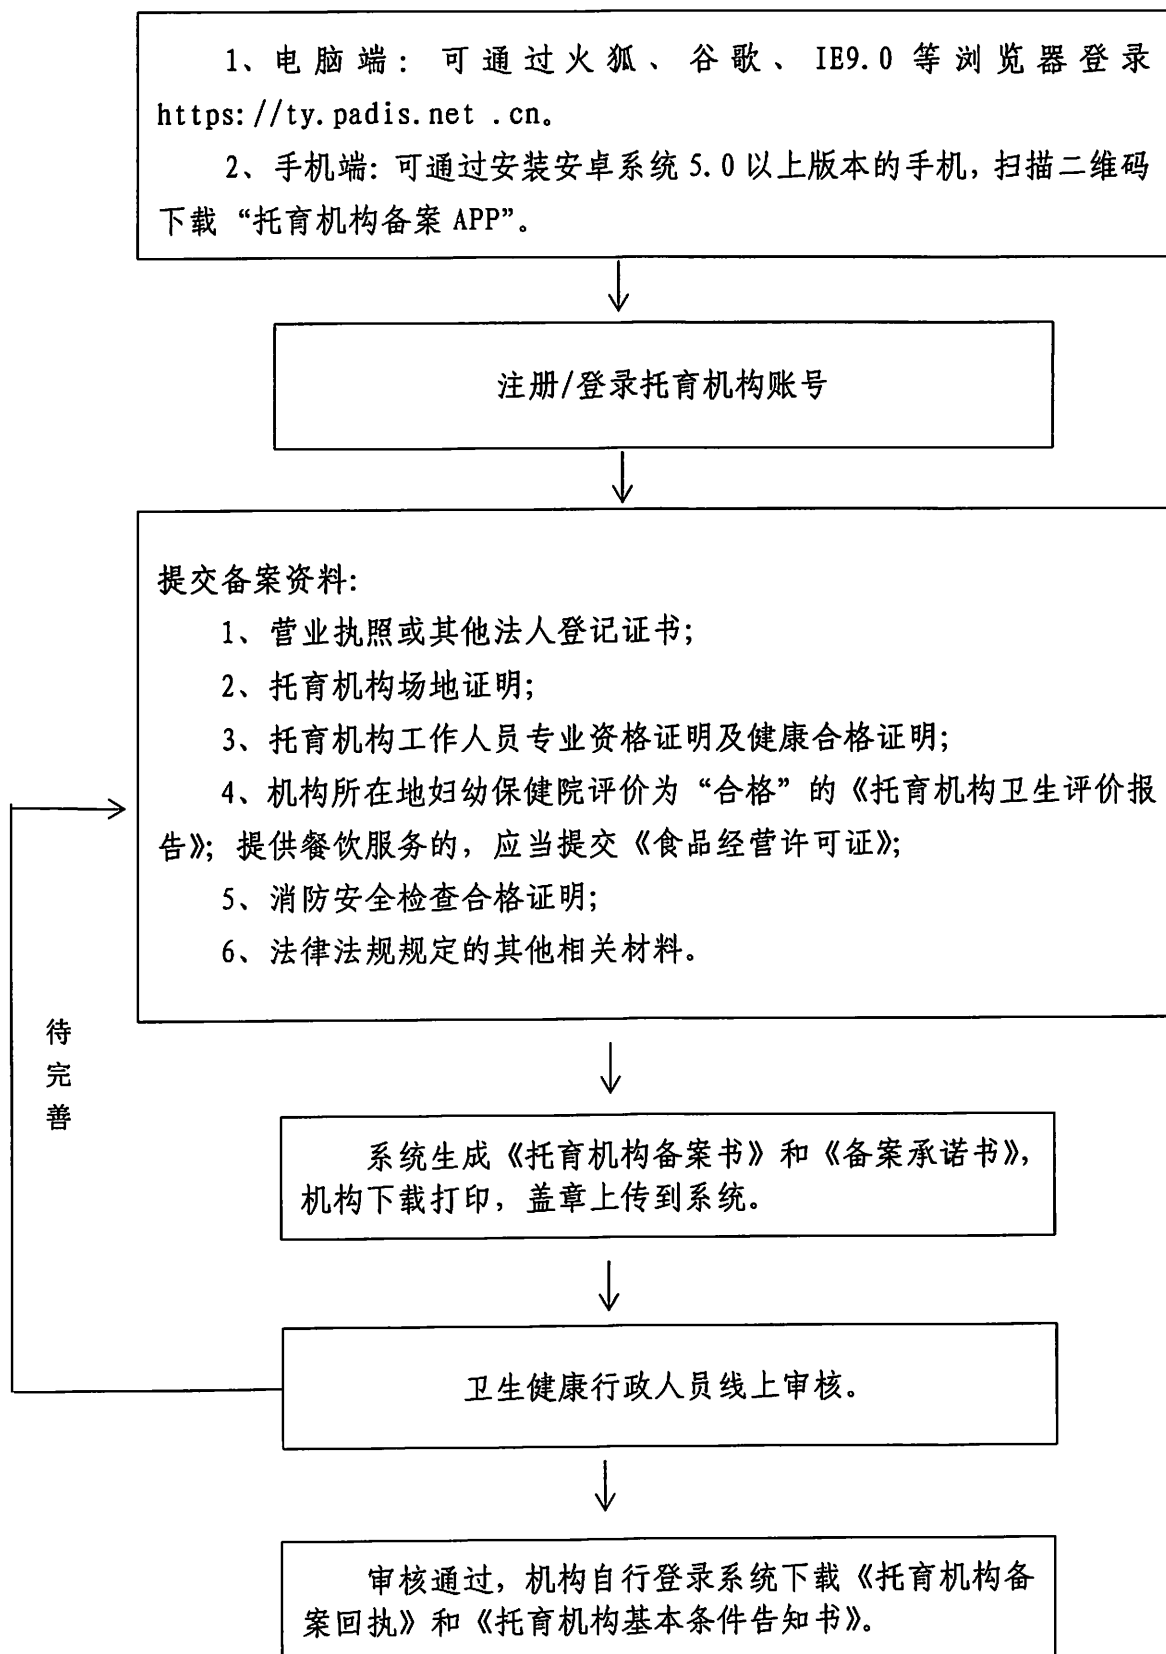 1、电脑端：可通过火狐、谷歌、IE9.0等浏览器登录
https://ty.padis.net .cn。
2、手机端：可通过安装安卓系统5.0以上版本的手机，扫描二维码
下载“托育机构备案APP”。
注册/登录托育机构账号
提交备案资料：
1、营业执照或其他法人登记证书；
2、托育机构场地证明；
3、托育机构工作人员专业资格证明及健康合格证明；
4、机构所在地妇幼保健院评价为“合格”的《托育机构卫生评价报
告》；提供餐饮服务的，应当提交《食品经营许可证》；
5、消防安全检查合格证明；
6、法律法规规定的其他相关材料。
待
完
善
系统生成《托育机构备案书》和《备案承诺书》，
机构下载打印，盖章上传到系统。
卫生健康行政人员线上审核。
审核通过，机构自行登录系统下载《托育机构备
案回执》和《托育机构基本条件告知书》。